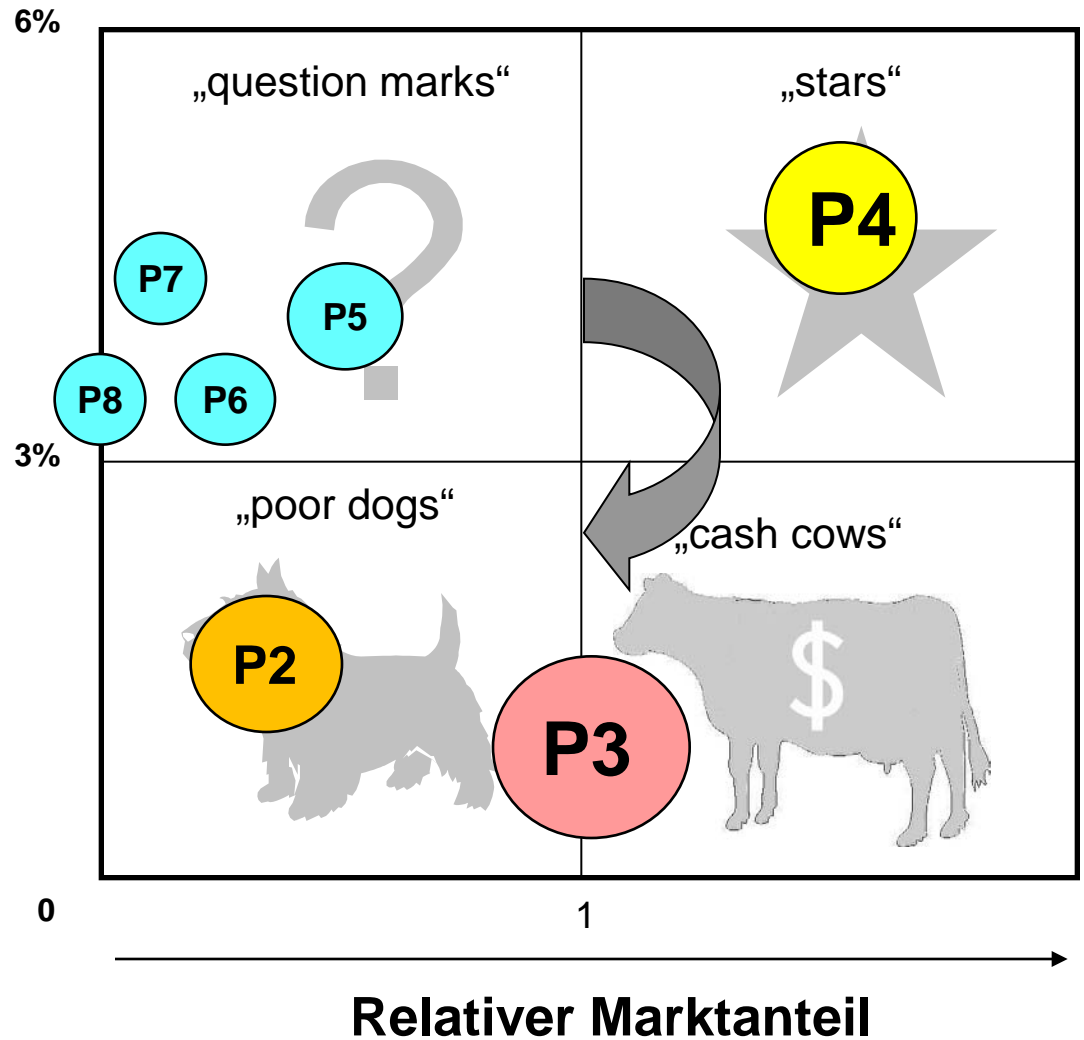 6%
„question marks“
„stars“
P4
P7
P5
P8
P6
3%
„poor dogs“
„cash cows“
P2
$
P3
0
1
Relativer Marktanteil
?